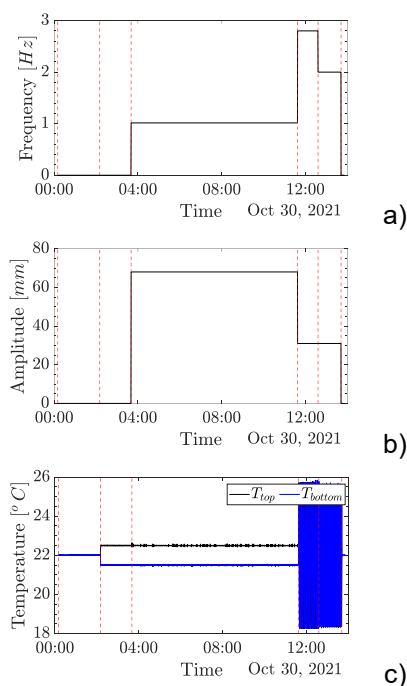 3
2
1
0
Frequency [Hz]
00:00 04:00 08:00 12:00
Time Oct 30, 2021
a)
80
60
40
20
0
Amplitude [mm]
00:00 04:00 08:00 12:00
Time Oct 30, 2021
b)
26
24
22
20
18
Temperature [° C]
T_top T_bottom
00:00 04:00 08:00 12:00
Time Oct 30, 2021
c)